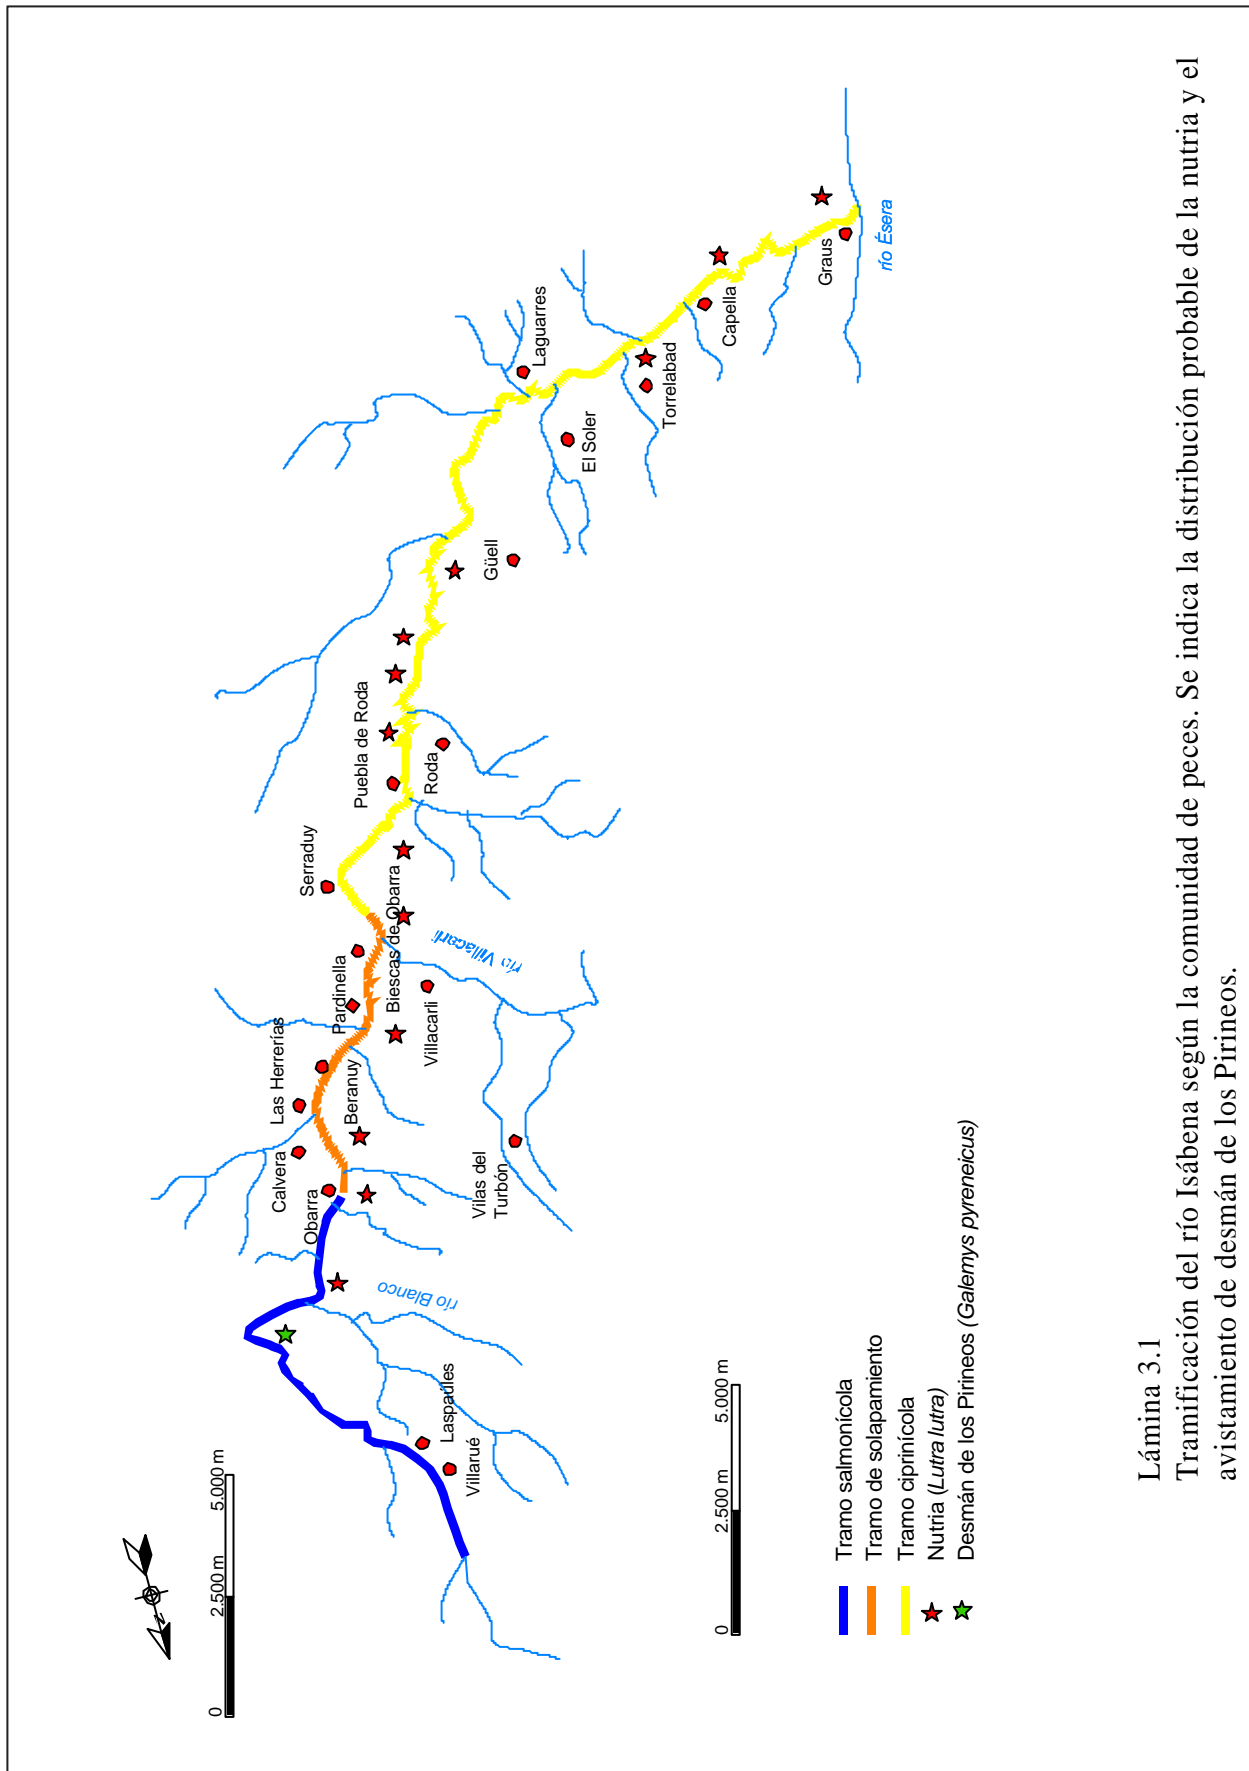 0
2.500 m
5.000 m
N
Villarué
Laspaúles
río Blanco
Obarra
Calvera
Las Herrerías
Beranuy
Vilas del
Turbón
Pardinella
Biescas de Obarra
Villacarli
río Villacarli
Serraduy
Puebla de Roda
Roda
Güell
El Soler
Laguarres
Torrelabad
Capella
Graus
río Ésera
0
2.500 m
5.000 m
Tramo salmonícola
Tramo de solapamiento
Tramo ciprinícola
Nutria (Lutra lutra)
Desmán de los Pirineos (Galemys pyreneicus)
Lámina 3.1
Tramificación del río Isábena según la comunidad de peces. Se indica la distribución probable de la nutria y el
avistamiento de desmán de los Pirineos.